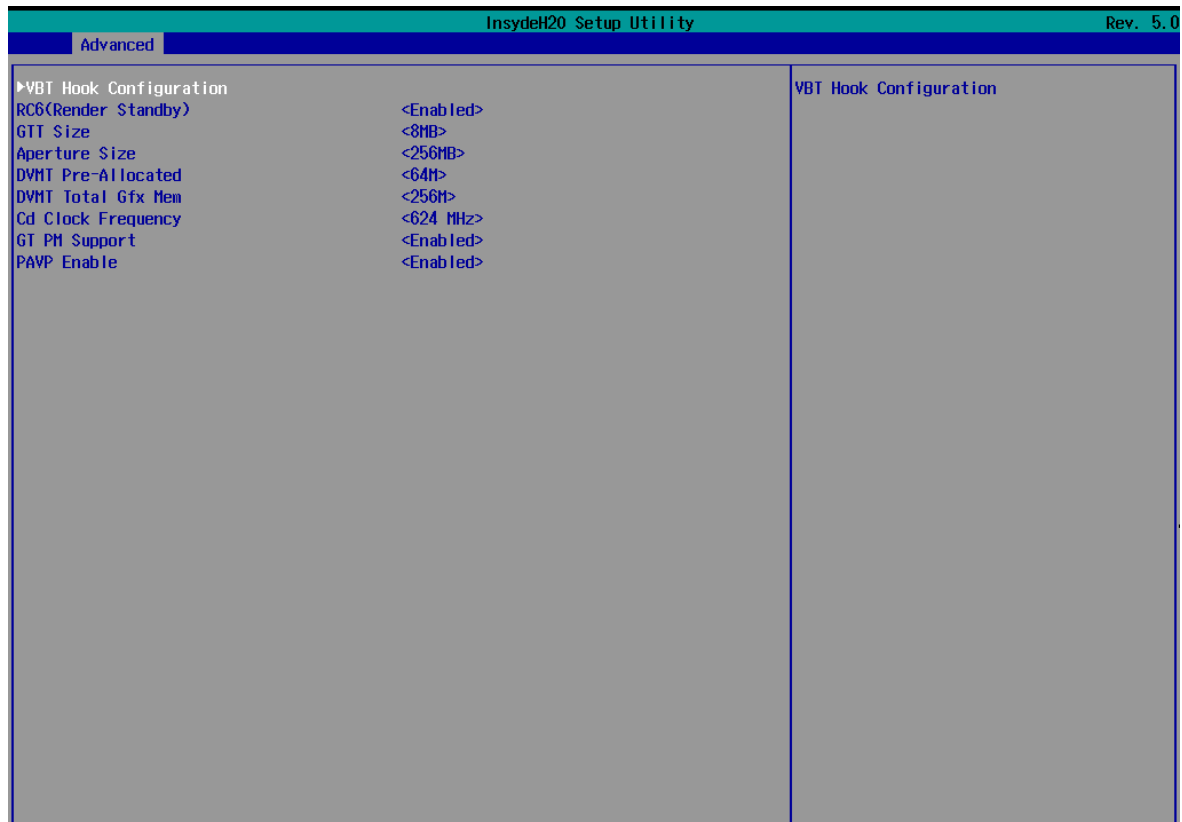 InsydeH20 Setup Utility Rev. 5.0
Advanced
▶VBT Hook Configuration
RC6(Render Standby) <Enabled>
GTT Size <8MB>
Aperture Size <256MB>
DVMT Pre-Allocated <64M>
DVMT Total Gfx Mem <256M>
Cd Clock Frequency <624 MHz>
GT PM Support <Enabled>
PAVP Enable <Enabled>
VBT Hook Configuration